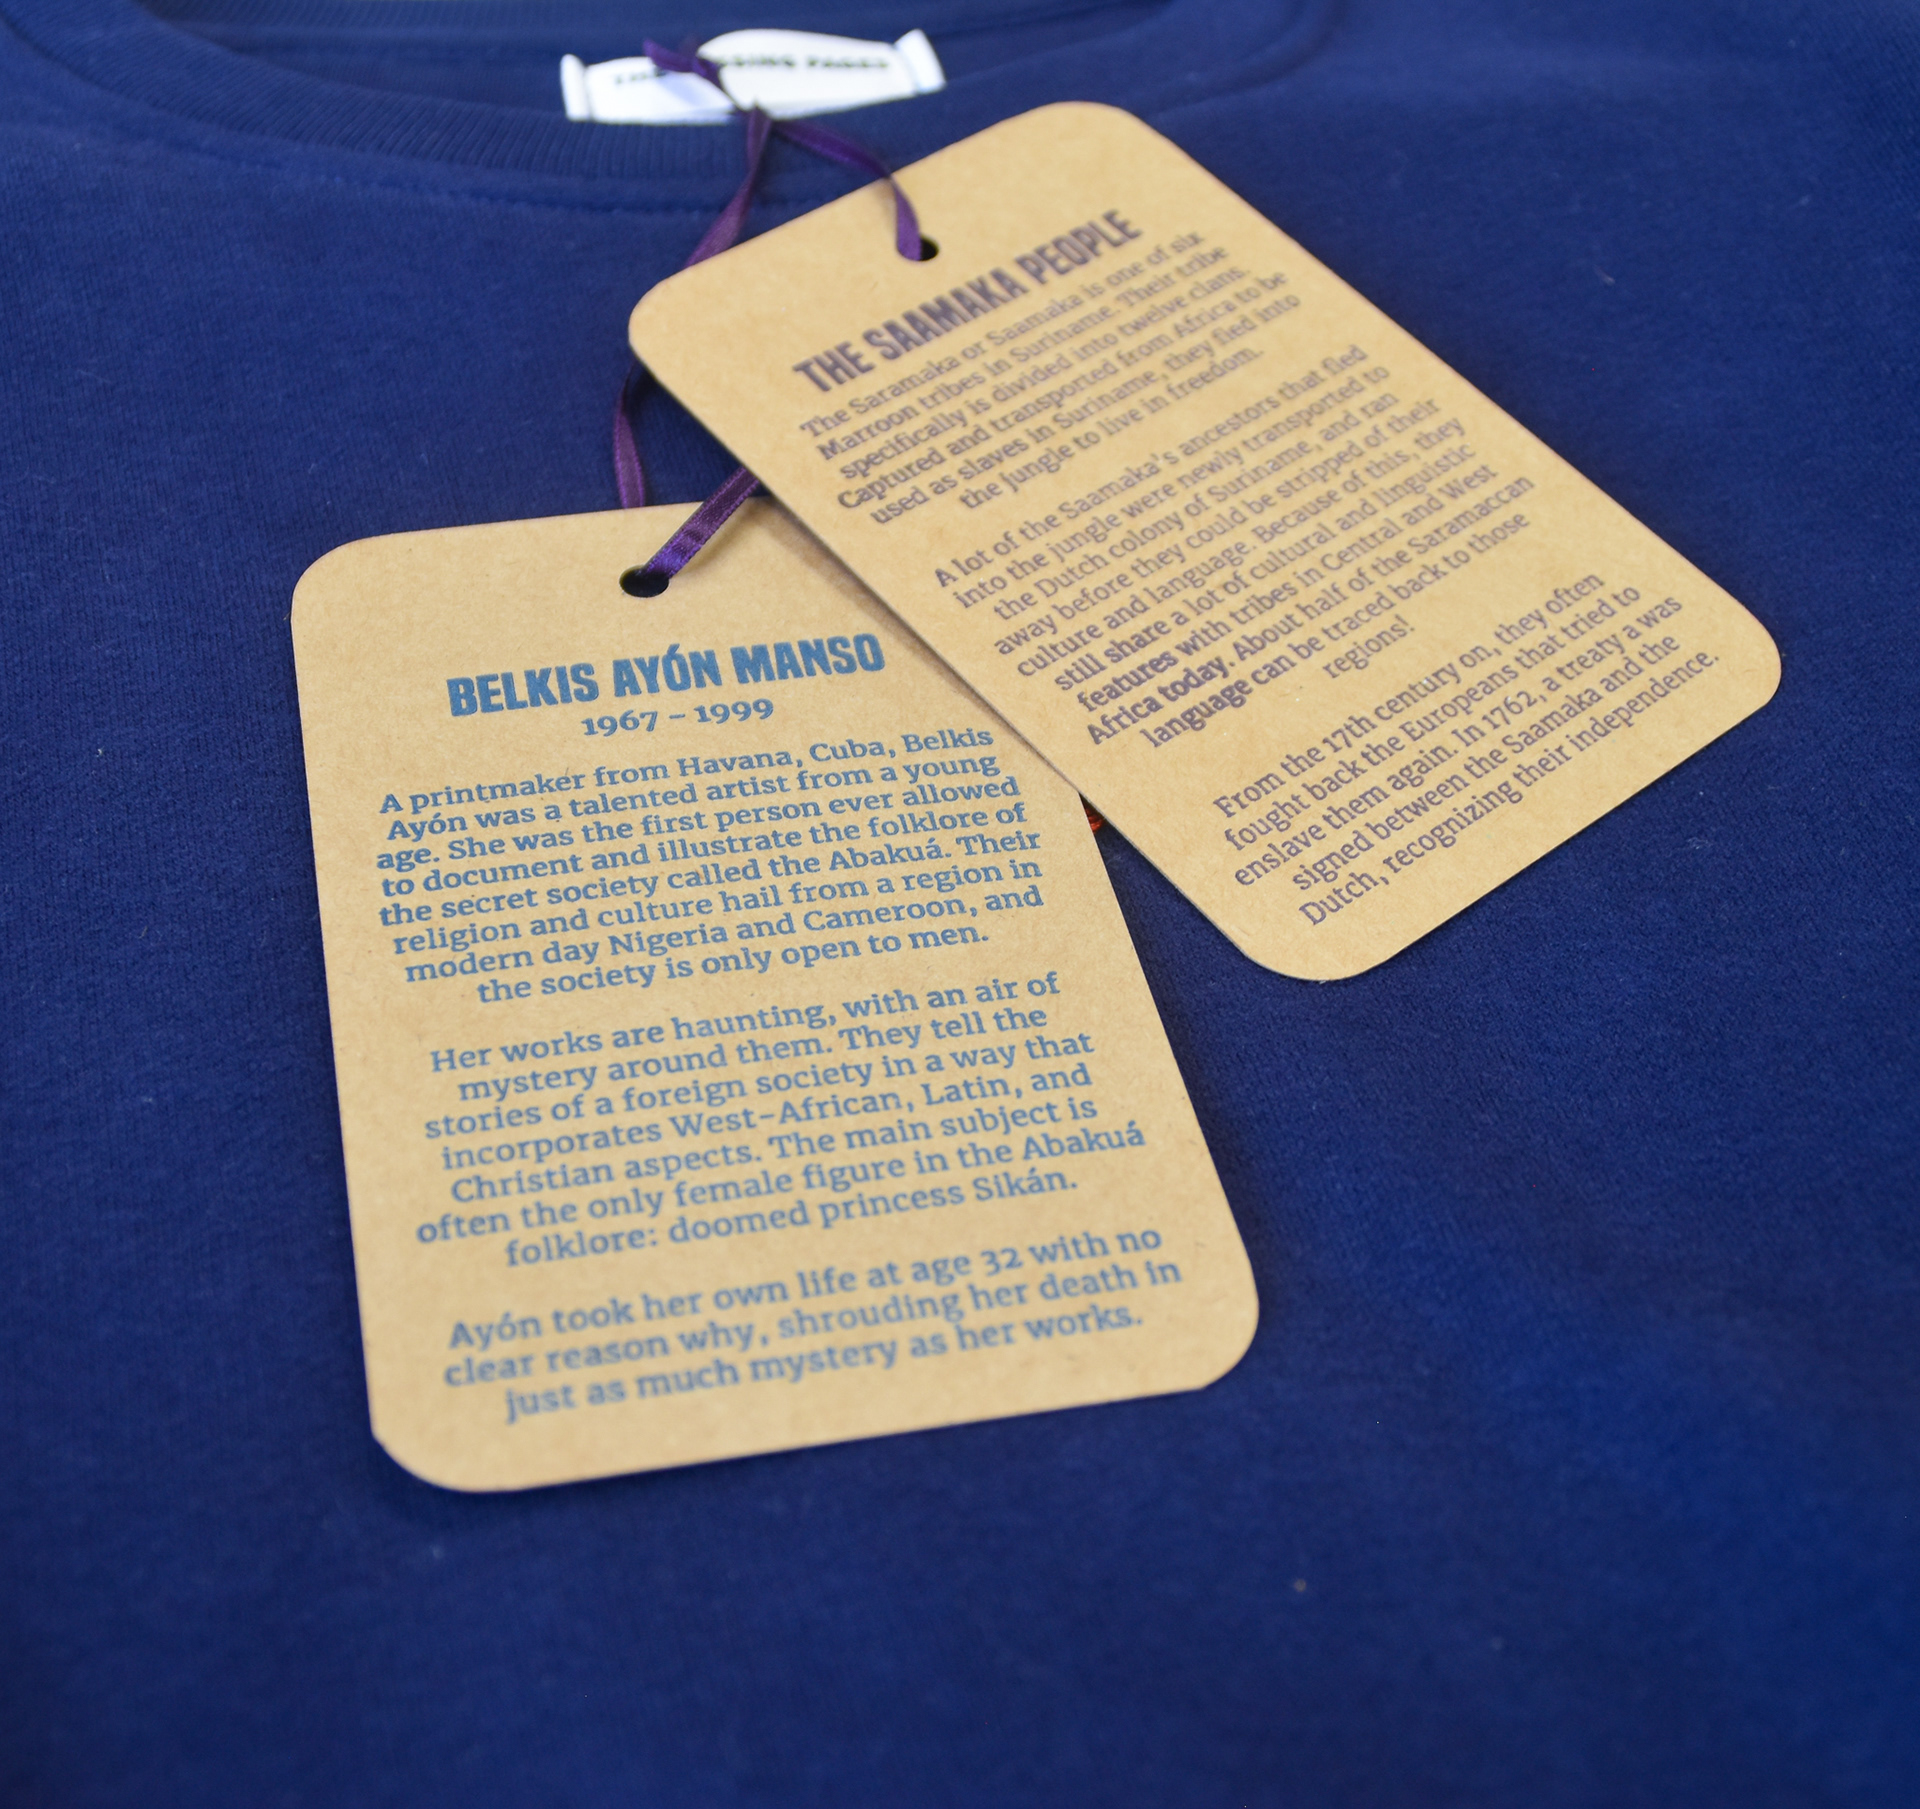 PAGES
THE SAAMAKA PEOPLE
The Saramaka or Saamaka is one of six
Marroon tribes in Suriname. Their tribe
specifically is divided into twelve clans.
Captured and transported from Africa to be
used as slaves in Suriname, they fled into
the jungle to live in freedom.
A lot of the Saamaka's ancestors that fled
into the jungle were newly transported to
the Dutch colony of Suriname, and ran
away before they could be stripped of their
culture and language. Because of this, they
still share a lot of cultural and linguistic
features with tribes in Central and West
Africa today. About half of the Saramaccan
language can be traced back to those
regions!
From the 17th century on, they often
fought back the Europeans that tried to
enslave them again. In 1762, a treaty a was
signed between the Saamaka and the
Dutch, recognizing their independence.
BELKIS AYÓN MANSO
1967 – 1999
A printmaker from Havana, Cuba, Belkis
Ayón was a talented artist from a young
age. She was the first person ever allowed
to document and illustrate the folklore of
the secret society called the Abakuá. Their
religion and culture hail from a region in
modern day Nigeria and Cameroon, and
the society is only open to men.
Her works are haunting, with an air of
mystery around them. They tell the
stories of a foreign society in a way that
incorporates West-African, Latin, and
Christian aspects. The main subject is
often the only female figure in the Abakuá
folklore: doomed princess Sikán.
Ayón took her own life at age 32 with no
clear reason why, shrouding her death in
just as much mystery as her works.